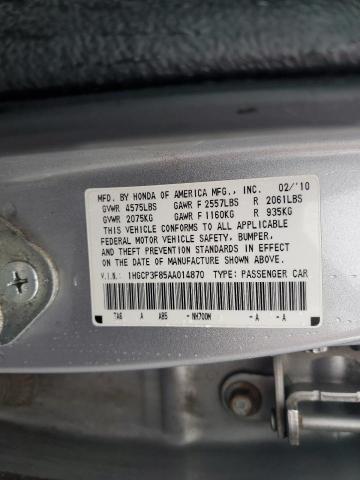 MFD. BY HONDA OF AMERICA MFG., INC. 02/10
GVWR 4575LBS GAWR F 2557LBS R 2061LBS
GVWR 2075KG GAWR F 1160KG R 935KG
THIS VEHICLE CONFORMS TO ALL APPLICABLE
FEDERAL MOTOR VEHICLE SAFETY, BUMPER,
AND THEFT PREVENTION STANDARDS IN EFFECT
ON THE DATE OF MANUFACTURE SHOWN ABOVE.
V.I.N.: 1HGCP3F85AA014870 TYPE: PASSENGER CAR
TA6 A AB5 - NH700M - A - A